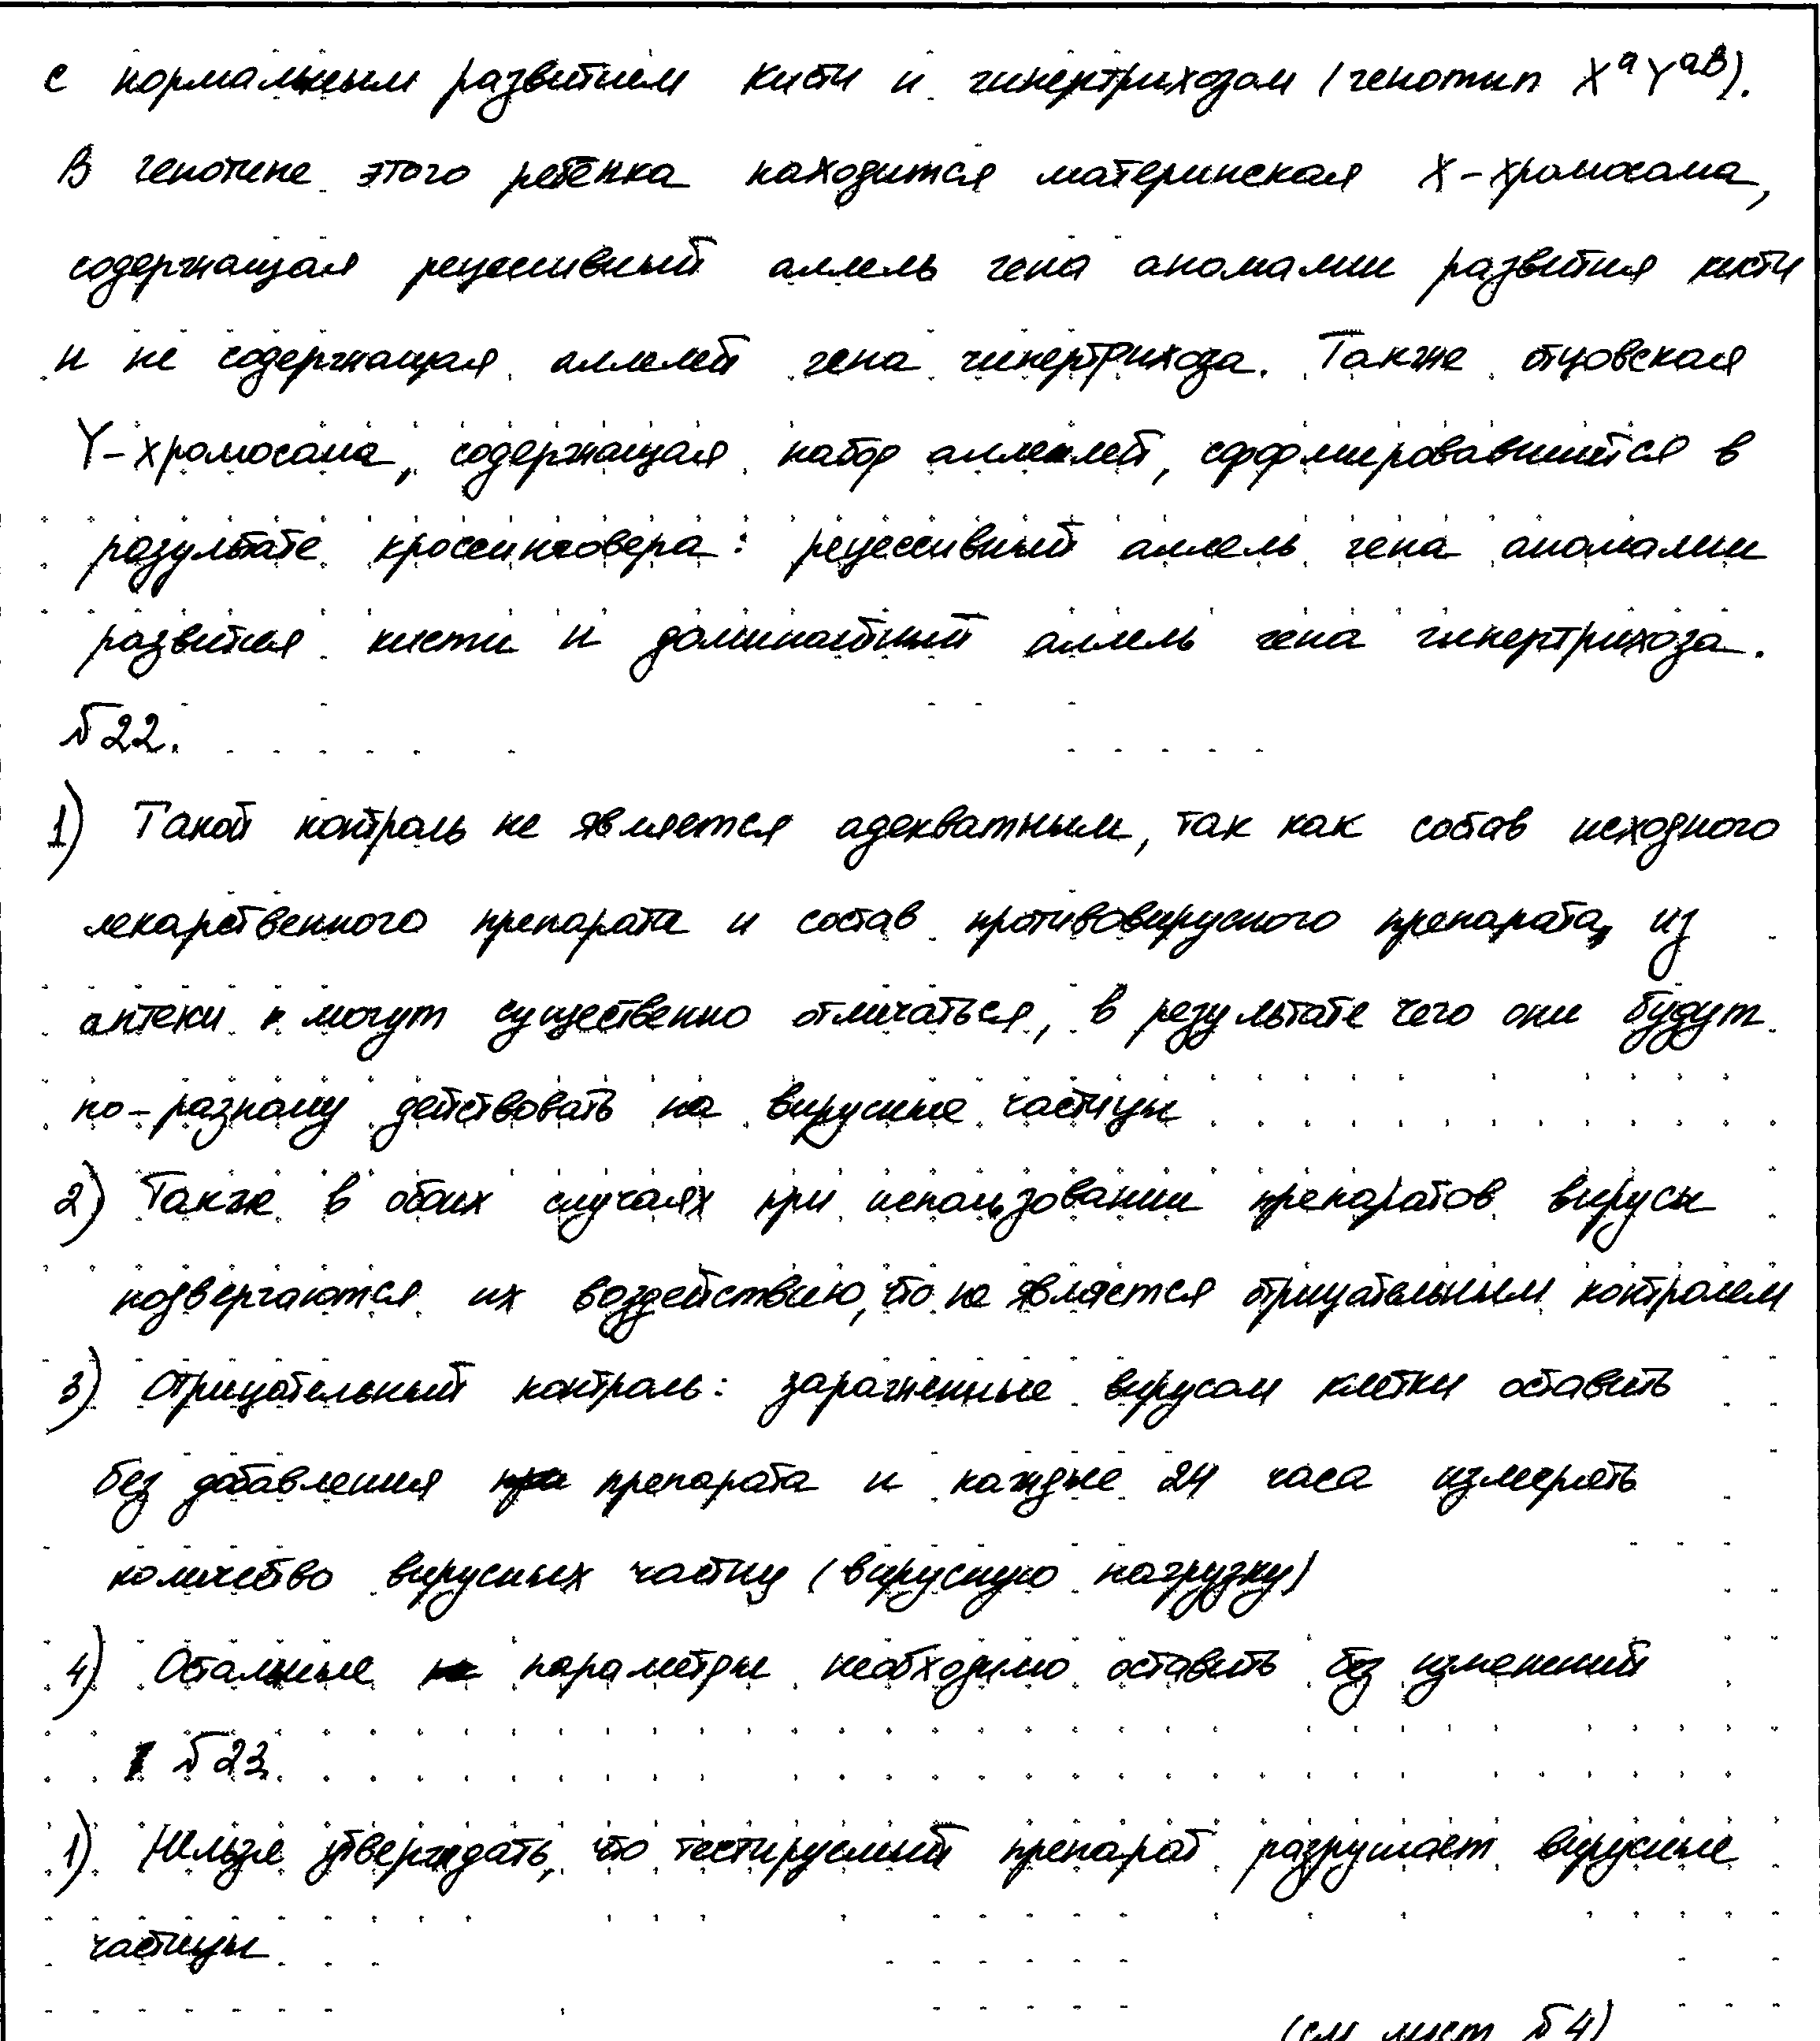 с нормальным развитием кисти и гипертрихозом (генотип XᵃYᵃᴮ).
В генотипе этого ребёнка находится материнская X-хромосома,
содержащая рецессивный аллель гена аномалии развития кисти
и не содержащая аллелей гена гипертрихоза. Также отцовская
Y-хромосома, содержащая набор аллелей, сформировавшийся в
результате кроссинговера: рецессивный аллель гена аномалии
развития кисти и доминантный аллель гена гипертрихоза.
№22.
1) Такой контроль не является адекватным, так как состав исходного
лекарственного препарата и состав противовирусного препарата из
аптеки могут существенно отличаться, в результате чего они будут
по-разному действовать на вирусные частицы
2) Также в обоих случаях при использовании препаратов вирусы
подвергаются их воздействию, что не является отрицательным контролем
3) Отрицательный контроль: заражённые вирусом клетки оставить
без добавления препарата и каждые 24 часа измерять
количество вирусных частиц (вирусную нагрузку)
4) Остальные параметры необходимо оставить без изменений
№23.
1) Нельзя утверждать, что тестируемый препарат разрушает вирусные
частицы
(см лист №4)